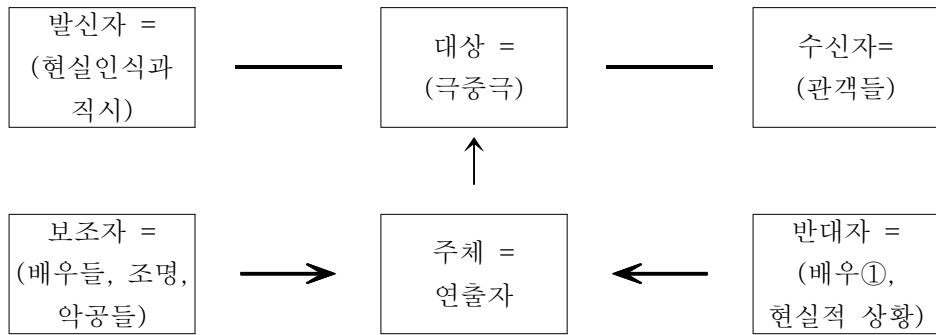 발신자 =
(현실인식과
직시)
대상 =
(극중극)
수신자=
(관객들)
보조자 =
(배우들, 조명,
악공들)
주체 =
연출자
반대자 =
(배우①,
현실적 상황)